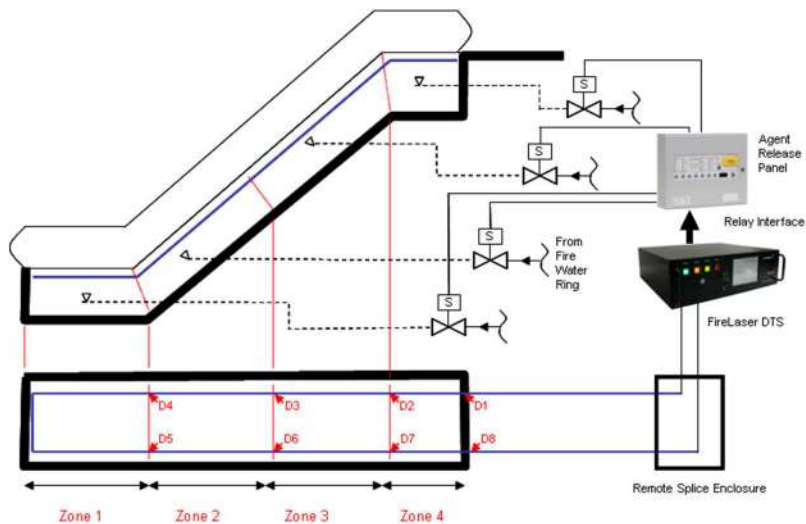 S
S
S
S
Agent
Release
Panel
Relay Interface
From
Fire
Water
Ring
FireLaser DTS
D4
D3
D2
D1
D5
D6
D7
D8
Remote Splice Enclosure
Zone 1
Zone 2
Zone 3
Zone 4